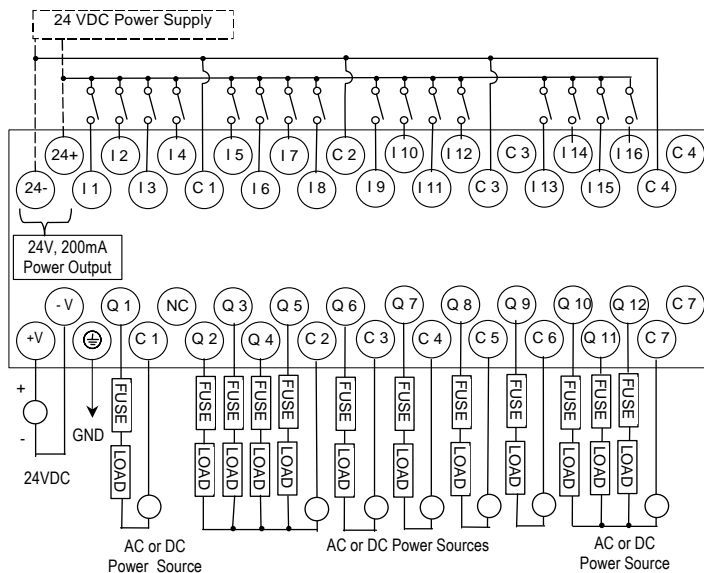 24 VDC Power Supply
24+ I 2 I 4 I 5 I 7 C 2 I 10 I 12 C 3 I 14 I 16 C 4
24- I 1 I 3 C 1 I 6 I 8 I 9 I 11 C 3 I 13 I 15 C 4
24V, 200mA
Power Output
- V Q 1 NC Q 3 Q 5 Q 6 Q 7 Q 8 Q 9 Q 10 Q 12 C 7
+V C 1 Q 2 Q 4 C 2 C 3 C 4 C 5 C 6 Q 11 C 7
+
-
GND
24VDC
FUSE FUSE FUSE FUSE FUSE FUSE FUSE FUSE FUSE FUSE FUSE FUSE
LOAD LOAD LOAD LOAD LOAD LOAD LOAD LOAD LOAD LOAD LOAD LOAD
AC or DC
Power Source
AC or DC Power Sources
AC or DC
Power Source